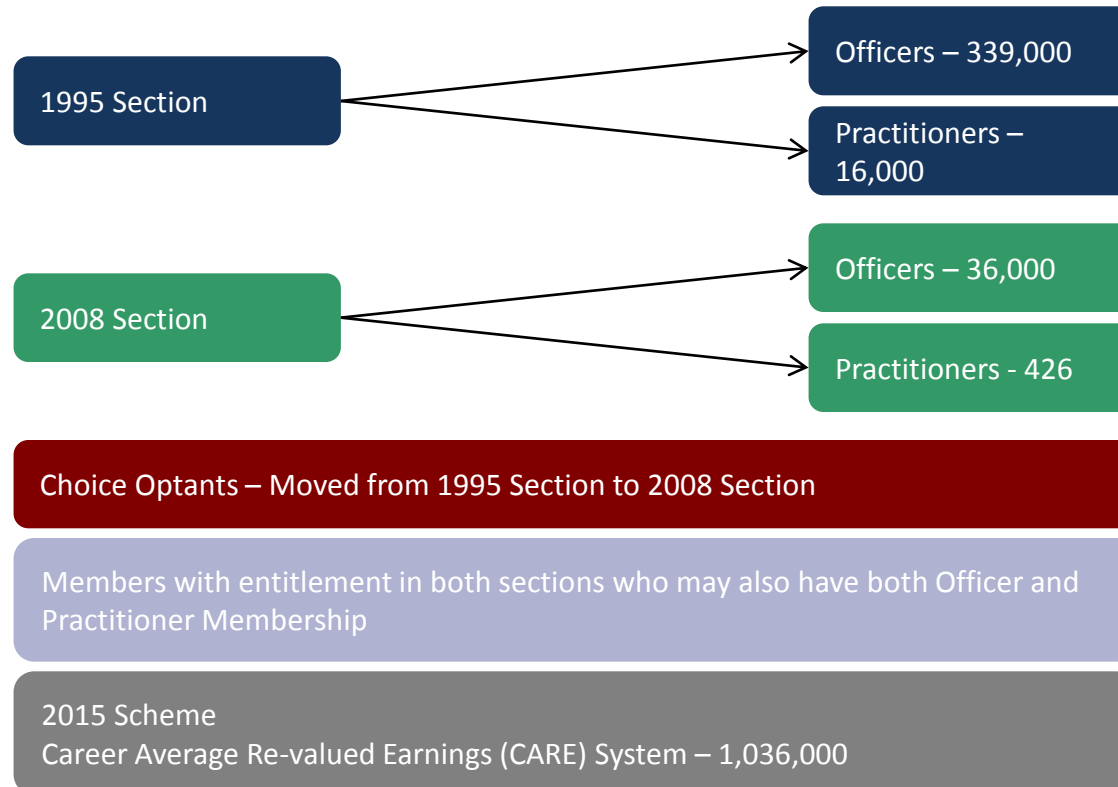 1995 Section
Officers – 339,000
Practitioners –
16,000
2008 Section
Officers – 36,000
Practitioners - 426
Choice Optants – Moved from 1995 Section to 2008 Section
Members with entitlement in both sections who may also have both Officer and
Practitioner Membership
2015 Scheme
Career Average Re-valued Earnings (CARE) System – 1,036,000